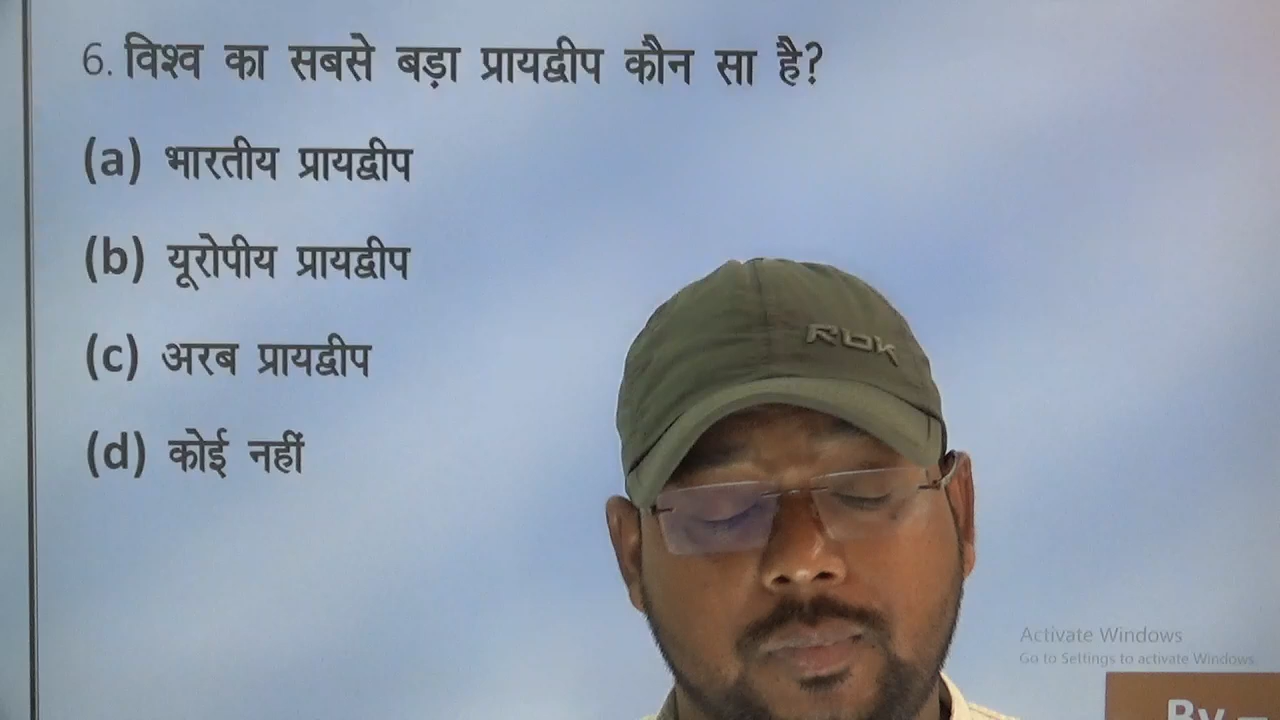 6. विश्व का सबसे बड़ा प्रायद्वीप कौन सा है?
(a) भारतीय प्रायद्वीप
(b) यूरोपीय प्रायद्वीप
(c) अरब प्रायद्वीप
(d) कोई नहीं
RBK
Activate Windows
Go to Settings to activate Windows.
By –